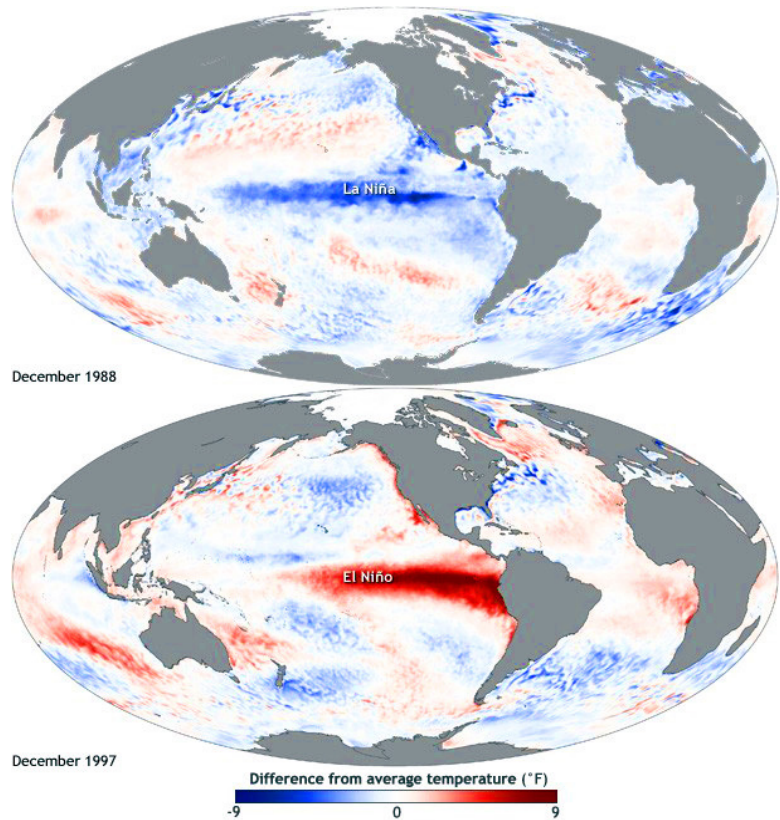 La Niña
December 1988
El Niño
December 1997
Difference from average temperature (°F)
-9 0 9